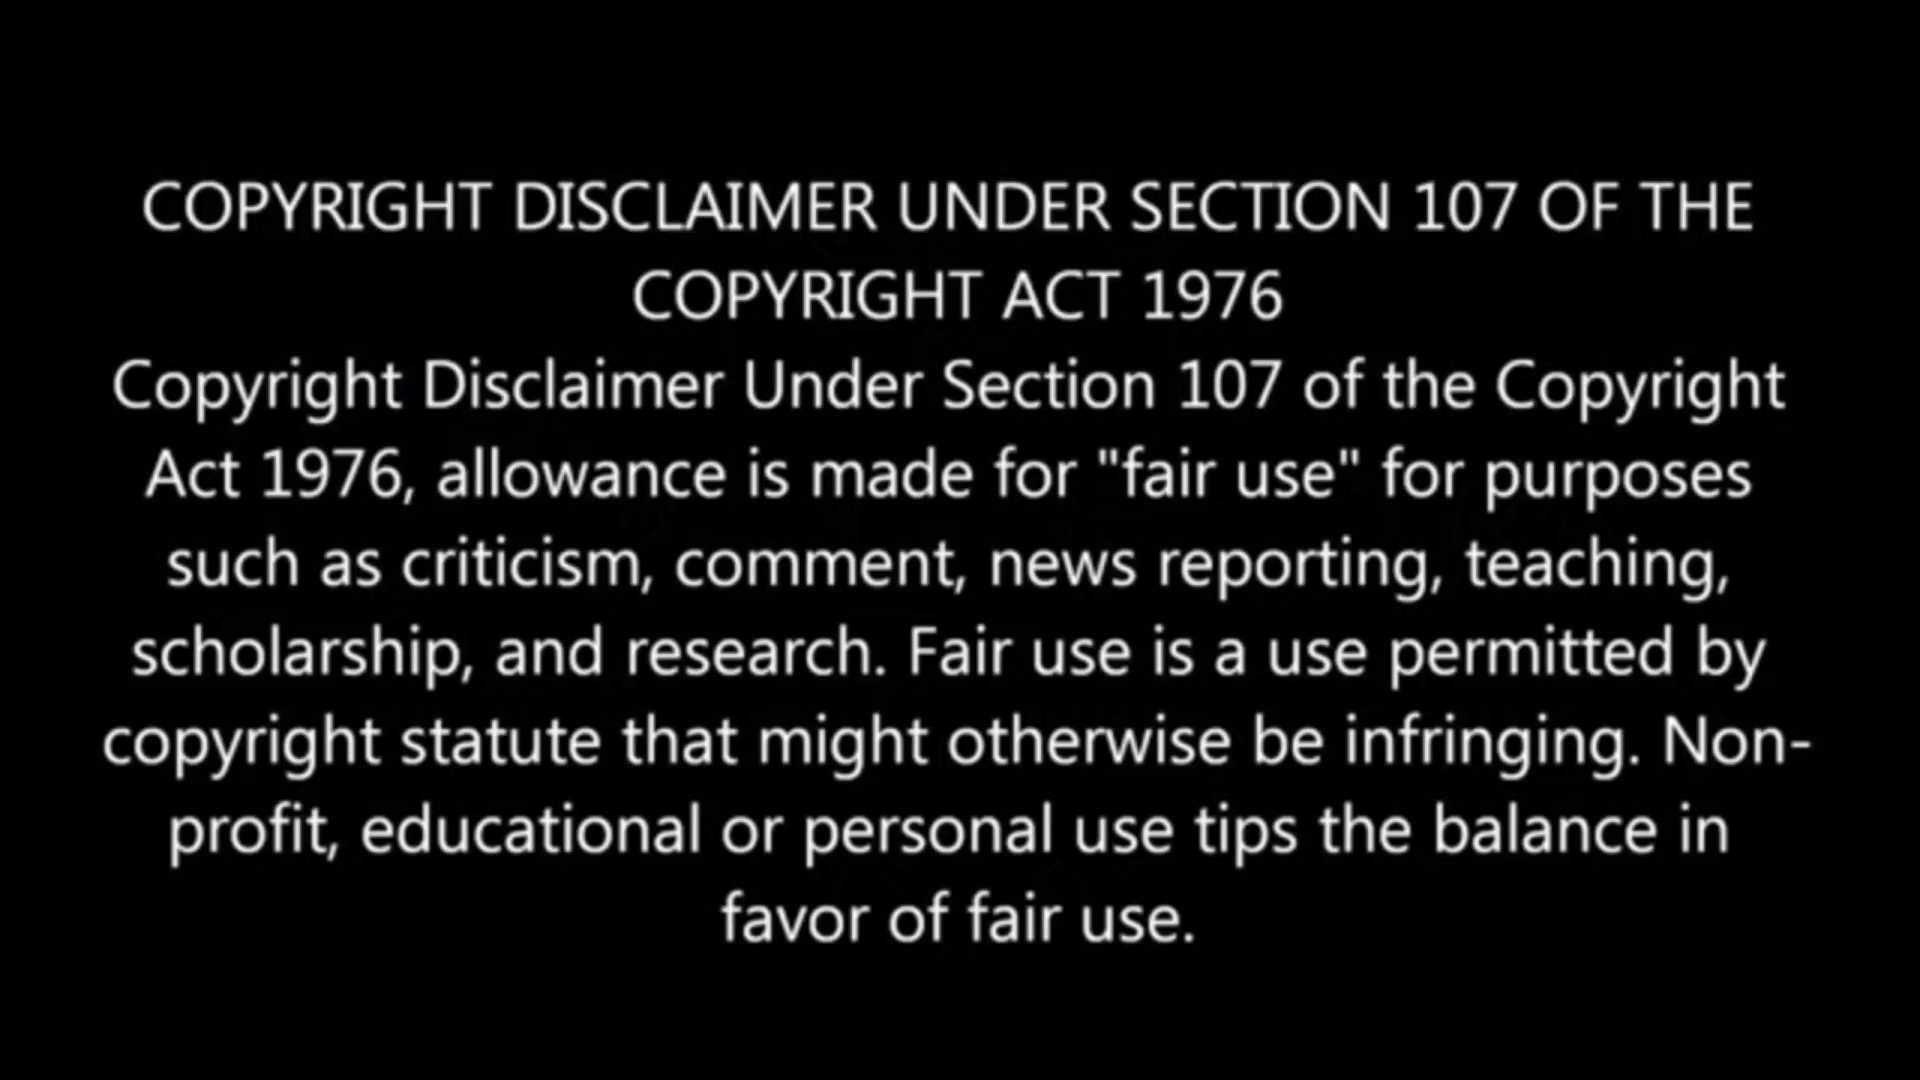 COPYRIGHT DISCLAIMER UNDER SECTION 107 OF THE
COPYRIGHT ACT 1976
Copyright Disclaimer Under Section 107 of the Copyright
Act 1976, allowance is made for "fair use" for purposes
such as criticism, comment, news reporting, teaching,
scholarship, and research. Fair use is a use permitted by
copyright statute that might otherwise be infringing. Non-
profit, educational or personal use tips the balance in
favor of fair use.